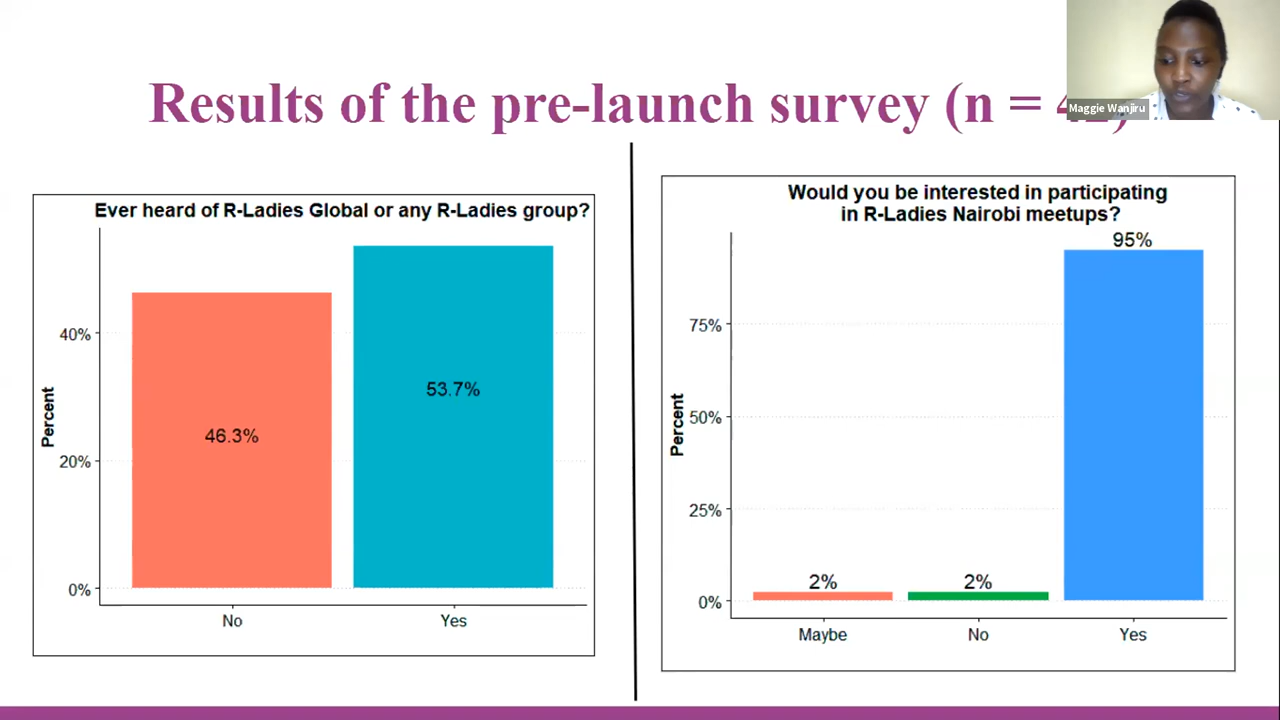 Results of the pre-launch survey (n =
Maggie Wanjiru
Ever heard of R-Ladies Global or any R-Ladies group?
40%
20%
0%
Percent
46.3%
53.7%
No
Yes
Would you be interested in participating
in R-Ladies Nairobi meetups?
95%
75%
50%
25%
0%
Percent
2%
2%
Maybe
No
Yes